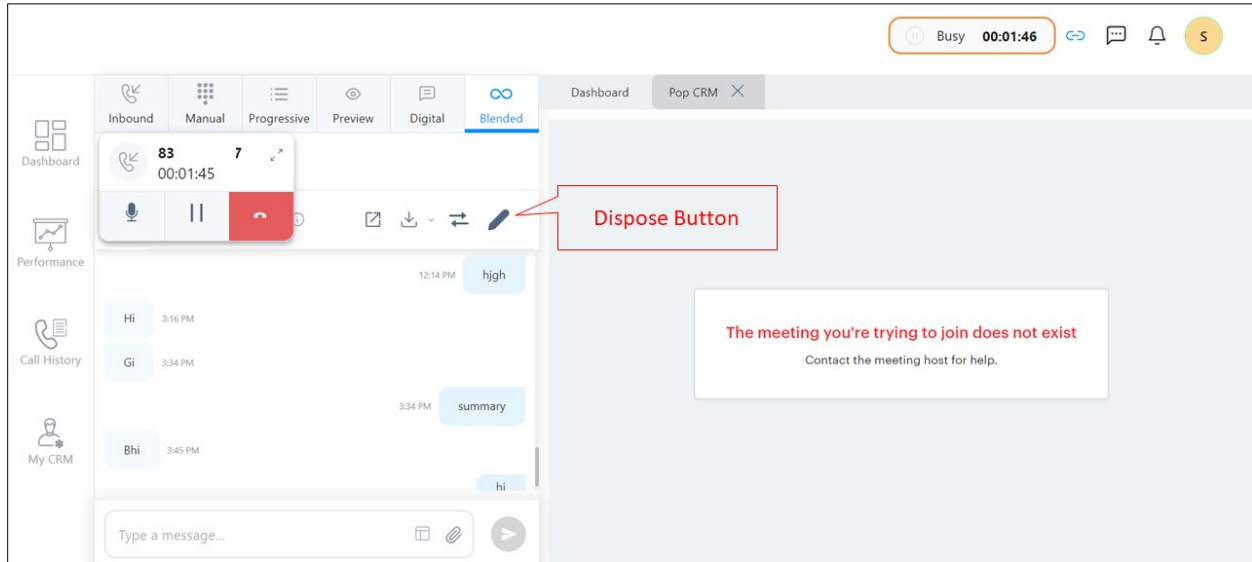 Busy 00:01:46 S
Inbound Manual Progressive Preview Digital Blended
Dashboard Pop CRM
Dashboard
83 7
00:01:45
Dispose Button
Performance
12:14 PM hjgh
Hi 3:16 PM
Gi 3:34 PM
3:34 PM summary
Bhi 3:45 PM
hi
Call History
My CRM
Type a message...
The meeting you're trying to join does not exist
Contact the meeting host for help.